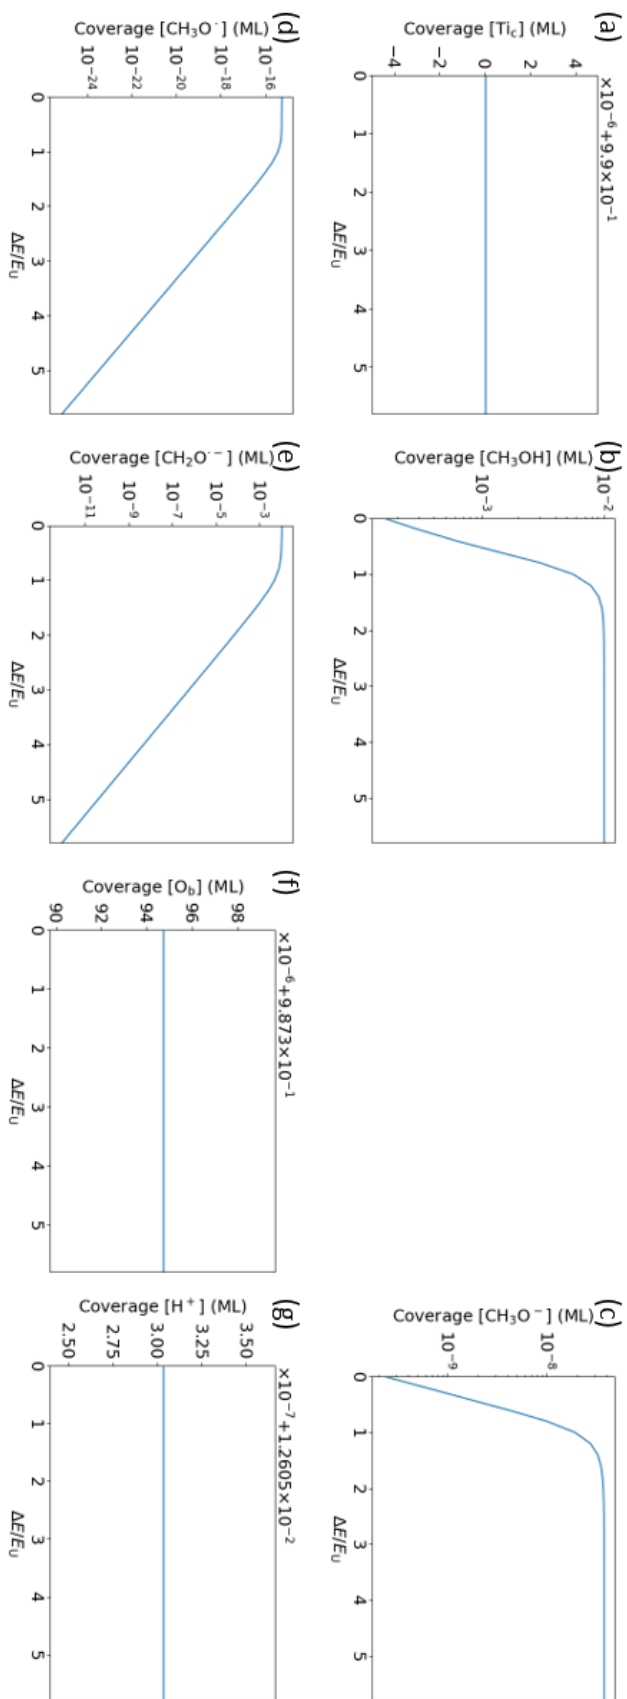 (a)
×10⁻⁶+9.9×10⁻¹
Coverage [Ti_c] (ML)
4
2
0
−2
−4
0 1 2 3 4 5
ΔE/E_U
(b)
Coverage [CH₃OH] (ML)
10⁻²
10⁻³
0 1 2 3 4 5
ΔE/E_U
(c)
Coverage [CH₃O⁻] (ML)
10⁻⁸
10⁻⁹
0 1 2 3 4 5
ΔE/E_U
(d)
Coverage [CH₃O˙] (ML)
10⁻¹⁶
10⁻¹⁸
10⁻²⁰
10⁻²²
10⁻²⁴
0 1 2 3 4 5
ΔE/E_U
(e)
Coverage [CH₂O˙⁻] (ML)
10⁻³
10⁻⁵
10⁻⁷
10⁻⁹
10⁻¹¹
0 1 2 3 4 5
ΔE/E_U
(f)
×10⁻⁶+9.873×10⁻¹
Coverage [O_b] (ML)
98
96
94
92
90
0 1 2 3 4 5
ΔE/E_U
(g)
×10⁻⁷+1.2605×10⁻²
Coverage [H⁺] (ML)
3.50
3.25
3.00
2.75
2.50
0 1 2 3 4 5
ΔE/E_U